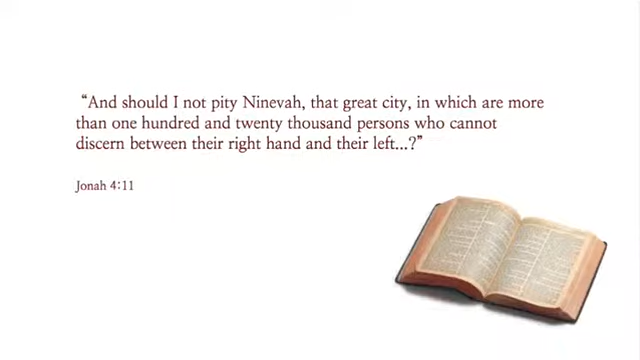 “And should I not pity Ninevah, that great city, in which are more
than one hundred and twenty thousand persons who cannot
discern between their right hand and their left...?”
Jonah 4:11